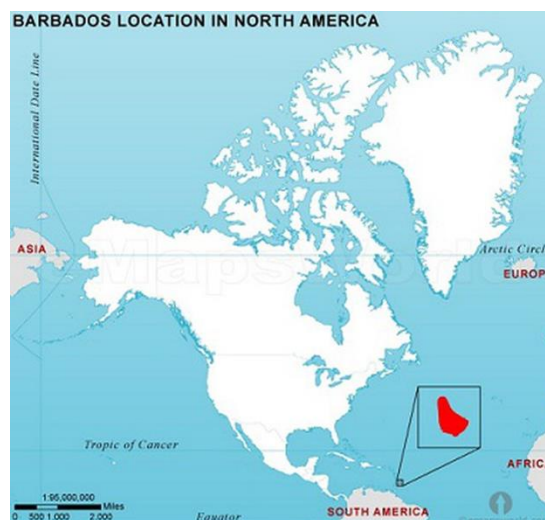 BARBADOS LOCATION IN NORTH AMERICA
International Date Line
ASIA
Arctic Circl
EUROP
Tropic of Cancer
AFRIC
1:95,000,000
Miles
0 500 1.000 2.000
SOUTH AMERICA
Equator